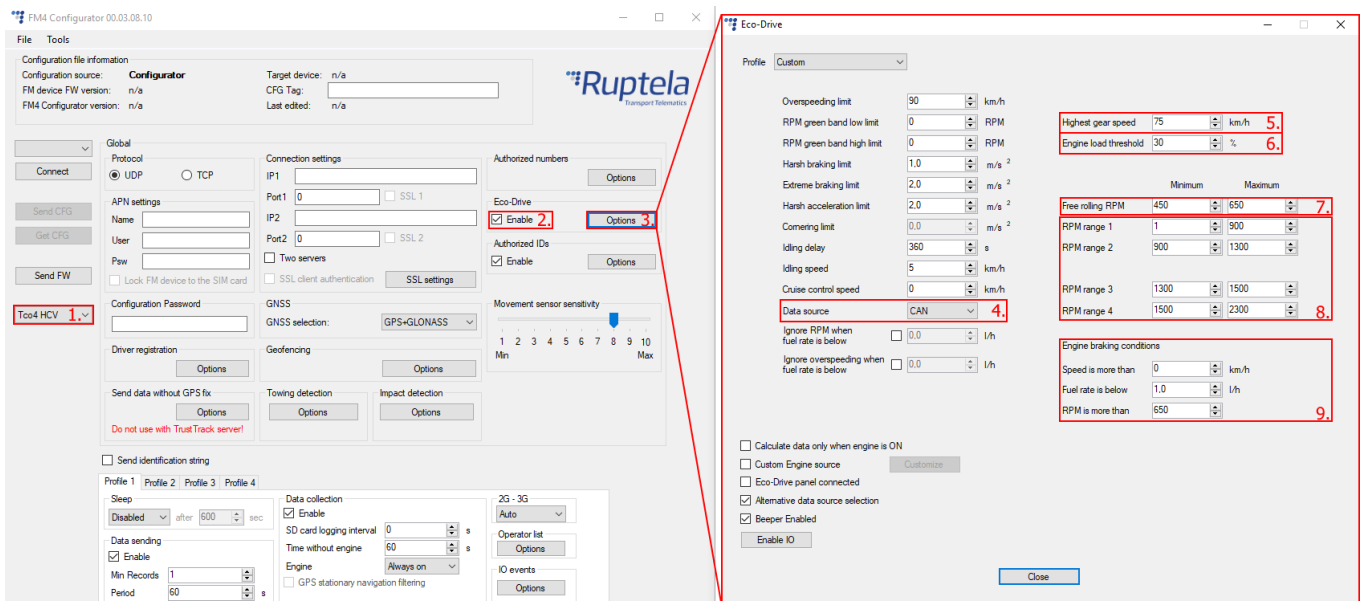 FM4 Configurator 00.03.08.10
File Tools
Configuration file information
Configuration source: Configurator Target device: n/a
FM device FW version: n/a CFG Tag:
FM4 Configurator version: n/a Last edited: n/a
Ruptela
Transport Telematics
Connect
Send CFG
Get CFG
Send FW
Tco4 HCV 1.
Global
Protocol
UDP TCP
APN settings
Name
User
Psw
Lock FM device to the SIM card
Connection settings
IP1
Port1 0 SSL 1
IP2
Port2 0 SSL 2
Two servers
SSL client authentication SSL settings
Authorized numbers
Options
Eco-Drive
Enable 2. Options 3.
Authorized IDs
Enable Options
Configuration Password
GNSS
GNSS selection: GPS+GLONASS
Movement sensor sensitivity
1 2 3 4 5 6 7 8 9 10
Min Max
Driver registration
Options
Geofencing
Options
Send data without GPS fix
Options
Do not use with TrustTrack server!
Towing detection
Options
Impact detection
Options
Send identification string
Profile 1 Profile 2 Profile 3 Profile 4
Sleep
Disabled after 600 sec
Data sending
Enable
Min Records 1
Period 60 s
Data collection
Enable
SD card logging interval 0 s
Time without engine 60 s
Engine Always on
GPS stationary navigation filtering
2G - 3G
Auto
Operator list
Options
IO events
Options
Eco-Drive
Profile Custom
Overspeeding limit 90 km/h
RPM green band low limit 0 RPM
RPM green band high limit 0 RPM
Harsh braking limit 1,0 m/s 2
Extreme braking limit 2,0 m/s 2
Harsh acceleration limit 2,0 m/s 2
Cornering limit 0,0 m/s 2
Idling delay 360 s
Idling speed 5 km/h
Cruise control speed 0 km/h
Data source CAN 4.
Ignore RPM when
fuel rate is below 0,0 l/h
Ignore overspeeding when
fuel rate is below 0,0 l/h
Highest gear speed 75 km/h 5.
Engine load threshold 30 % 6.
Minimum Maximum
Free rolling RPM 450 650 7.
RPM range 1 1 900
RPM range 2 900 1300
RPM range 3 1300 1500
RPM range 4 1500 2300 8.
Engine braking conditions
Speed is more than 0 km/h
Fuel rate is below 1,0 l/h
RPM is more than 650 9.
Calculate data only when engine is ON
Custom Engine source Customize
Eco-Drive panel connected
Alternative data source selection
Beeper Enabled
Enable IO
Close